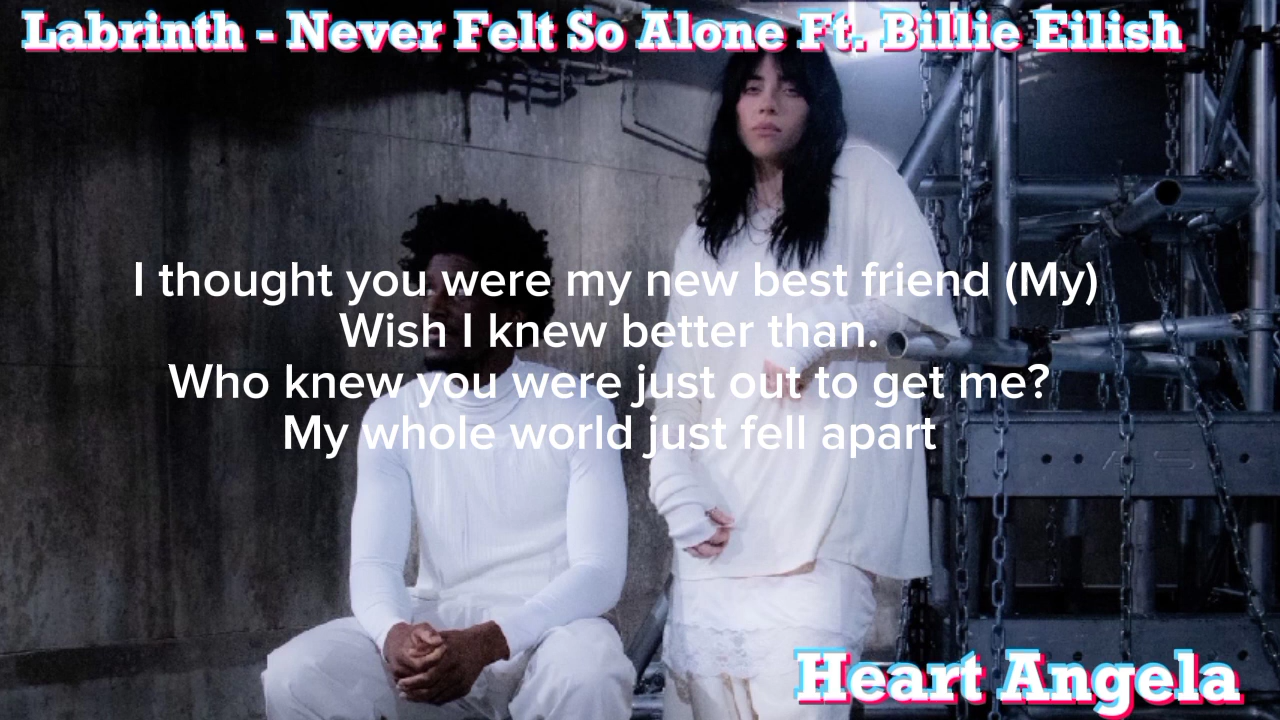 Labrinth - Never Felt So Alone Ft. Billie Eilish
I thought you were my new best friend (My)
Wish I knew better than.
Who knew you were just out to get me?
My whole world just fell apart
Heart Angela